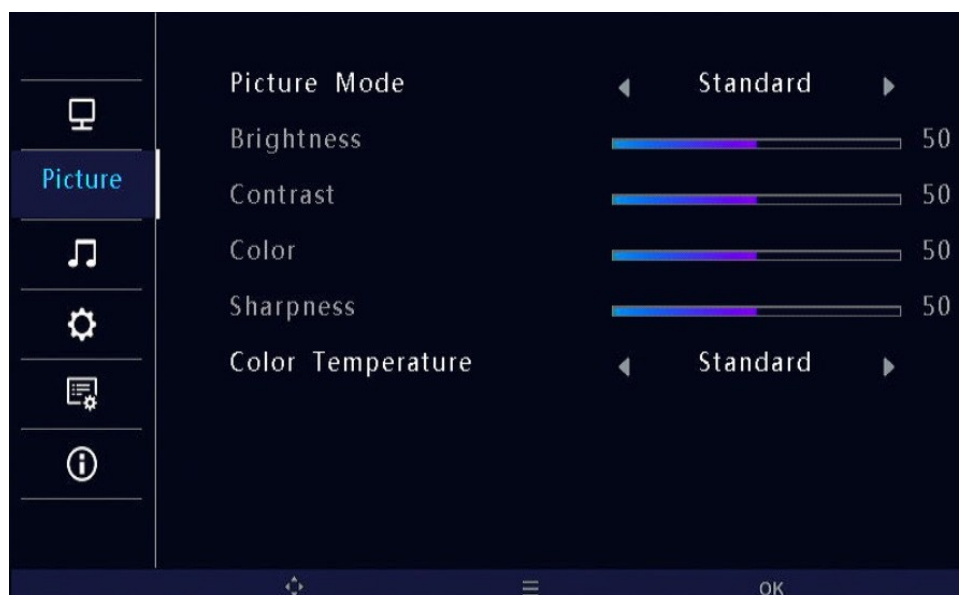 Picture Mode Standard
Brightness 50
Picture
Contrast 50
Color 50
Sharpness 50
Color Temperature Standard
OK